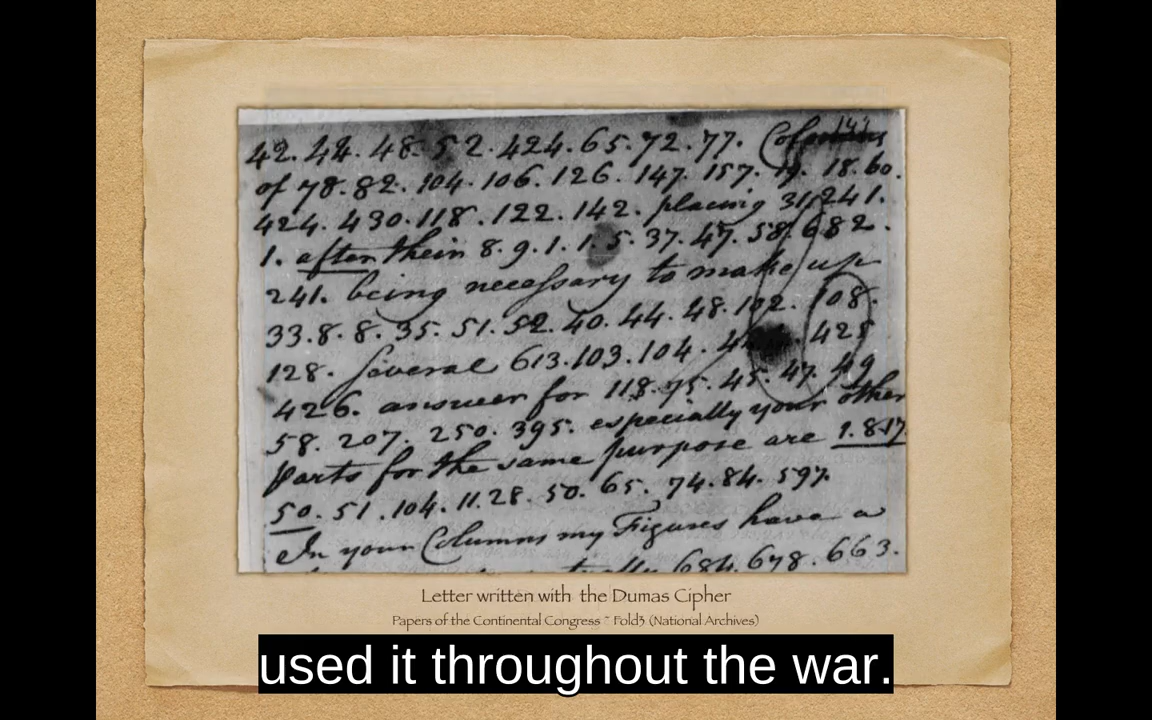 42. 44. 48. 52. 424. 65. 72. 77. Columns
of 78. 82. 104. 106. 126. 147. 157. 19. 18. 60.
424. 430. 118. 122. 142. placing 31, 241.
1. after their 8. 9. 1. 1. 5. 37. 47. 58. 682.
241. being necessary to make up
33. 8. 8. 35. 51. 52. 40. 44. 48. 102. 108.
128. Several 613. 103. 104. 425
426. answer for 118. 75. 45. 47. 49
58. 207. 250. 395. especially your other
parts for the same purpose are 1. 8. 17
50. 51. 104. 11. 28. 50. 65. 74. 84. 597.
In your Columns my Figures have a
684. 678. 663.
Letter written with the Dumas Cipher
Papers of the Continental Congress ~ Fold3 (National Archives)
used it throughout the war.